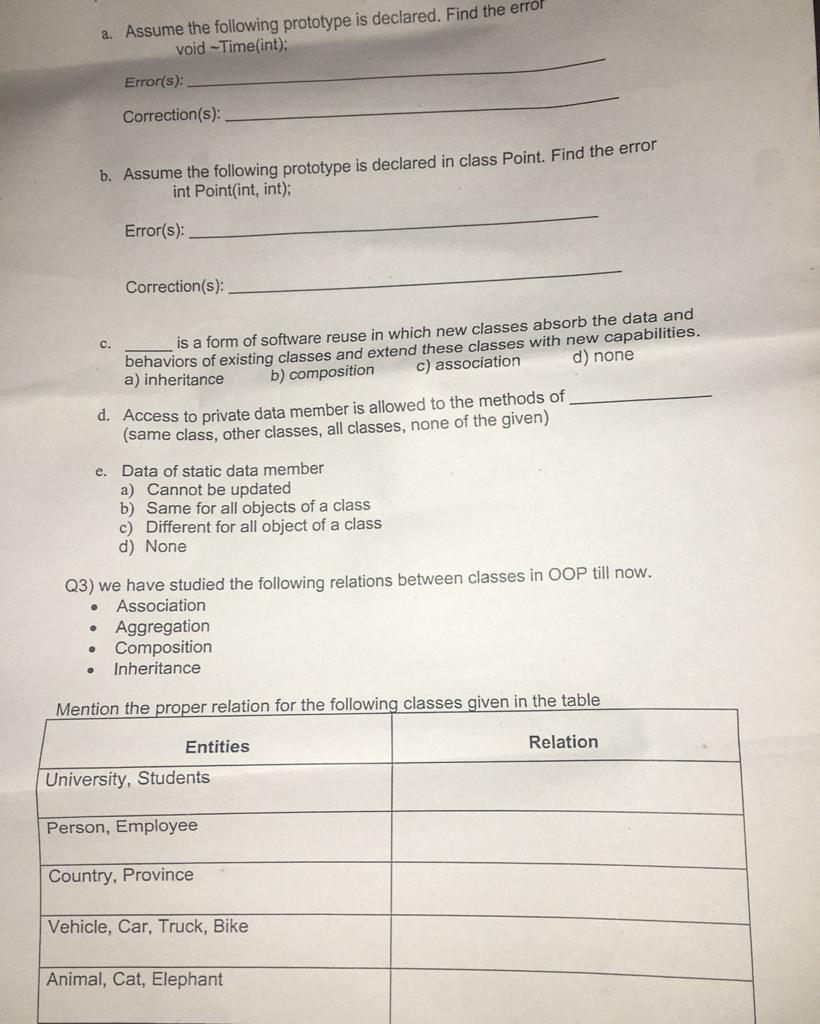 a. Assume the following prototype is declared. Find the error
void ~Time(int);
Error(s): ______
Correction(s): ______
b. Assume the following prototype is declared in class Point. Find the error
int Point(int, int);
Error(s): ______
Correction(s): ______
c. _____ is a form of software reuse in which new classes absorb the data and
behaviors of existing classes and extend these classes with new capabilities.
a) inheritance b) composition c) association d) none
d. Access to private data member is allowed to the methods of ______
(same class, other classes, all classes, none of the given)
e. Data of static data member
a) Cannot be updated
b) Same for all objects of a class
c) Different for all object of a class
d) None
Q3) we have studied the following relations between classes in OOP till now.
• Association
• Aggregation
• Composition
• Inheritance
Mention the proper relation for the following classes given in the table
Entities Relation
University, Students
Person, Employee
Country, Province
Vehicle, Car, Truck, Bike
Animal, Cat, Elephant